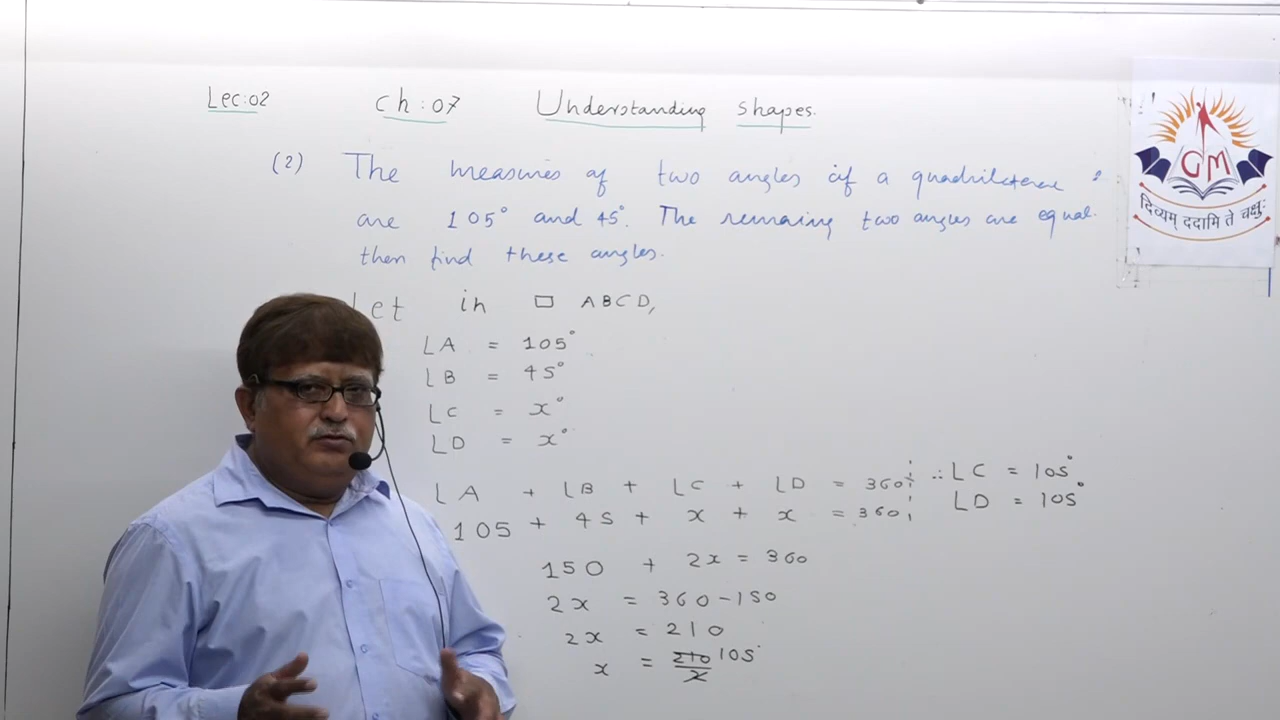 Lec:02 Ch:07 Understanding shapes.
(2) The measures of two angles of a quadrilateral
are 105° and 45°. The remaining two angles are equal.
then find these angles.
Let in □ ABCD,
∠A = 105°
∠B = 45°
∠C = x°
∠D = x°
∠A + ∠B + ∠C + ∠D = 360°
105 + 45 + x + x = 360
150 + 2x = 360
2x = 360-150
2x = 210
x = 210/2 105°
∴ ∠C = 105°
∠D = 105°
GM
दिव्यम् ददामि ते चक्षुः